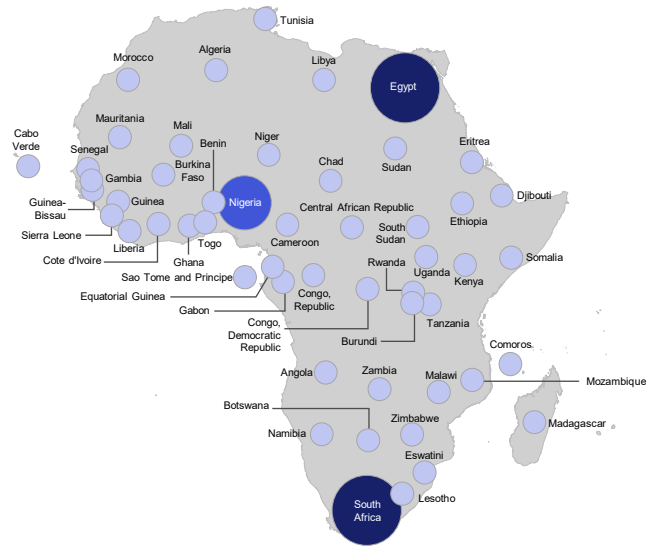 Tunisia
Algeria
Morocco
Libya
Egypt
Mauritania
Mali
Cabo
Verde
Benin
Niger
Senegal
Eritrea
Chad
Sudan
Burkina
Faso
Gambia
Djibouti
Guinea-
Bissau
Guinea
Nigeria
Central African Republic
Ethiopia
South
Sudan
Sierra Leone
Liberia
Togo
Cameroon
Cote d'Ivoire
Ghana
Somalia
Rwanda
Uganda
Kenya
Sao Tome and Principe
Equatorial Guinea
Congo,
Republic
Gabon
Congo,
Democratic
Republic
Tanzania
Burundi
Comoros
Angola
Zambia
Malawi
Mozambique
Botswana
Zimbabwe
Madagascar
Namibia
Eswatini
Lesotho
South
Africa